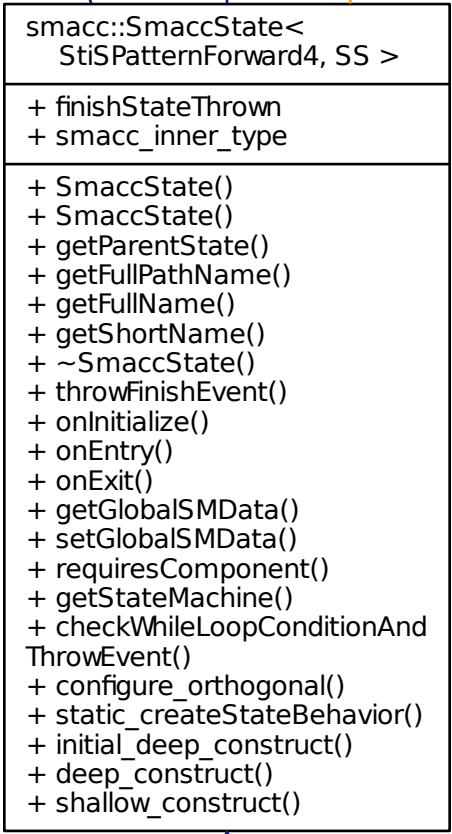 smacc::SmaccState<
StiSPatternForward4, SS >
+ finishStateThrown
+ smacc_inner_type
+ SmaccState()
+ SmaccState()
+ getParentState()
+ getFullPathName()
+ getFullName()
+ getShortName()
+ ~SmaccState()
+ throwFinishEvent()
+ onInitialize()
+ onEntry()
+ onExit()
+ getGlobalSMData()
+ setGlobalSMData()
+ requiresComponent()
+ getStateMachine()
+ checkWhileLoopConditionAnd
ThrowEvent()
+ configure_orthogonal()
+ static_createStateBehavior()
+ initial_deep_construct()
+ deep_construct()
+ shallow_construct()